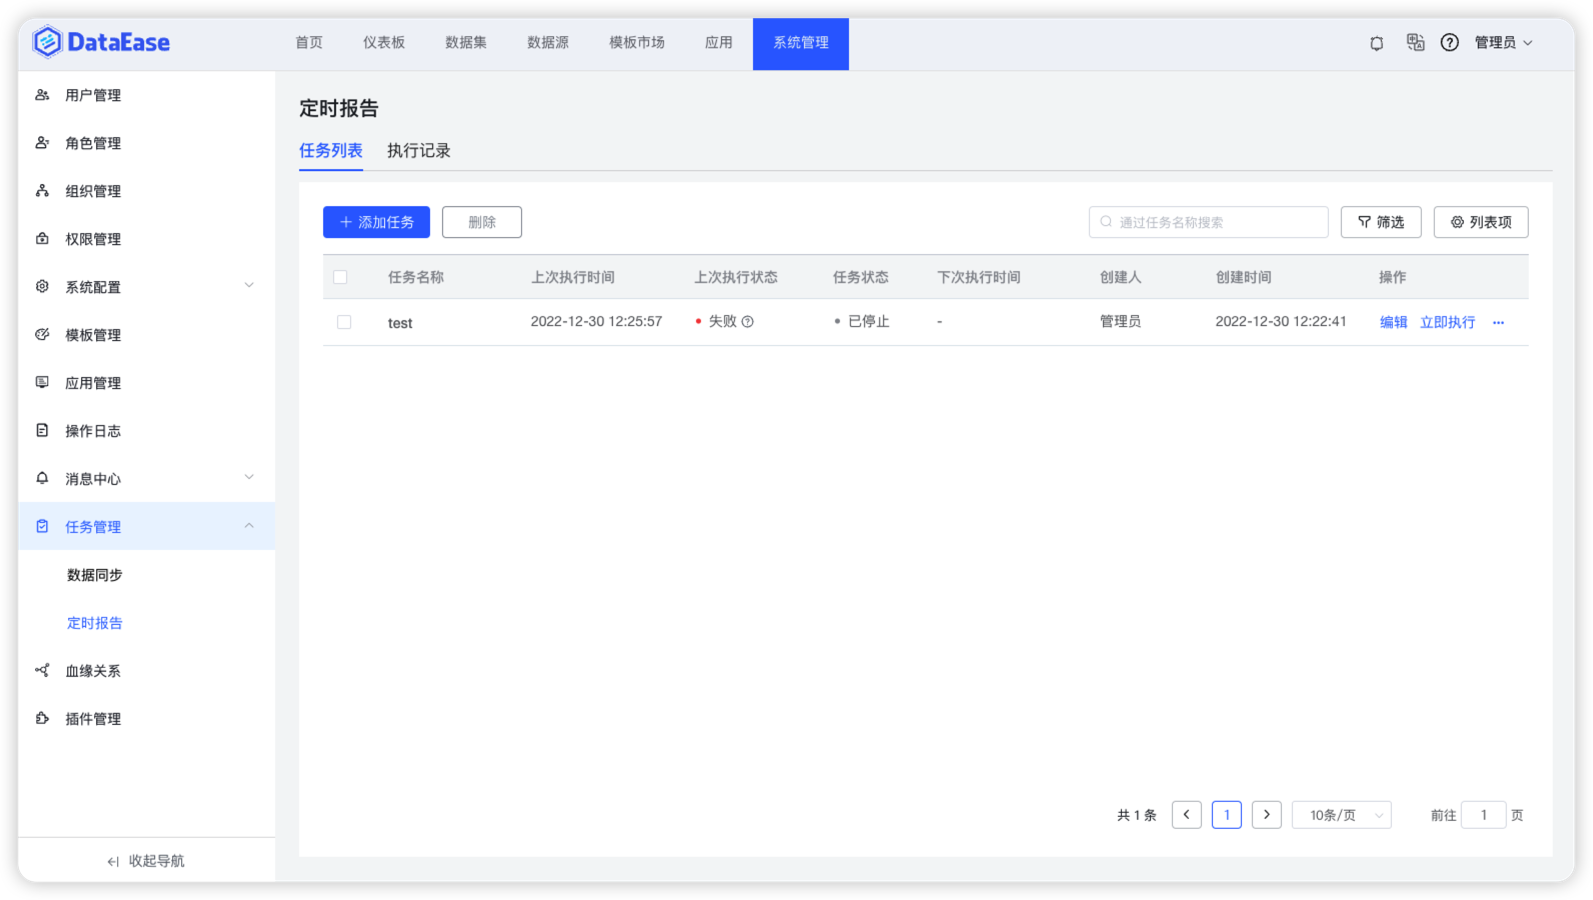 DataEase
首页 仪表板 数据集 数据源 模板市场 应用 系统管理 管理员
用户管理
角色管理
组织管理
权限管理
系统配置
模板管理
应用管理
操作日志
消息中心
任务管理
数据同步
定时报告
血缘关系
插件管理
收起导航
定时报告
任务列表 执行记录
添加任务 删除 通过任务名称搜索 筛选 列表项
任务名称 上次执行时间 上次执行状态 任务状态 下次执行时间 创建人 创建时间 操作
test 2022-12-30 12:25:57 失败 已停止 - 管理员 2022-12-30 12:22:41 编辑 立即执行 ···
共 1 条 1 10条/页 前往 1 页